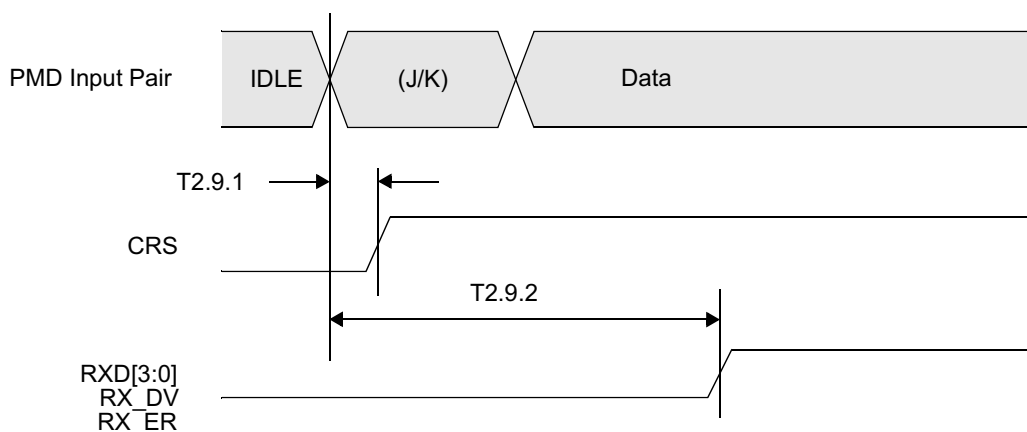 PMD Input Pair
IDLE
(J/K)
Data
T2.9.1
CRS
T2.9.2
RXD[3:0]
RX_DV
RX_ER